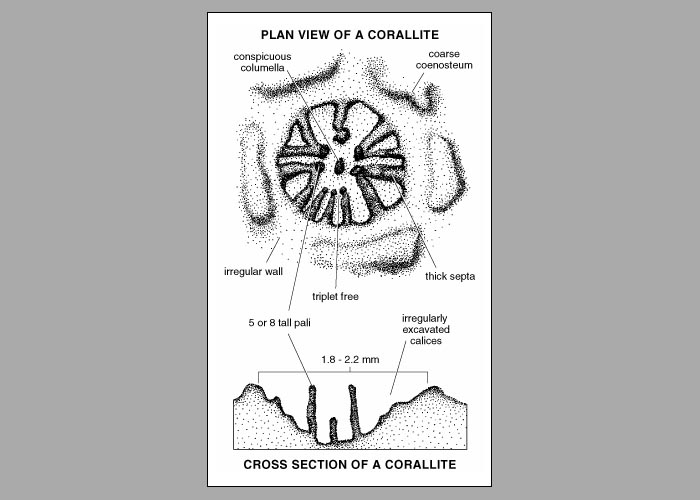 PLAN VIEW OF A CORALLITE
conspicuous
columella
coarse
coenosteum
irregular wall
thick septa
triplet free
5 or 8 tall pali
irregularly
excavated
calices
1.8 - 2.2 mm
CROSS SECTION OF A CORALLITE